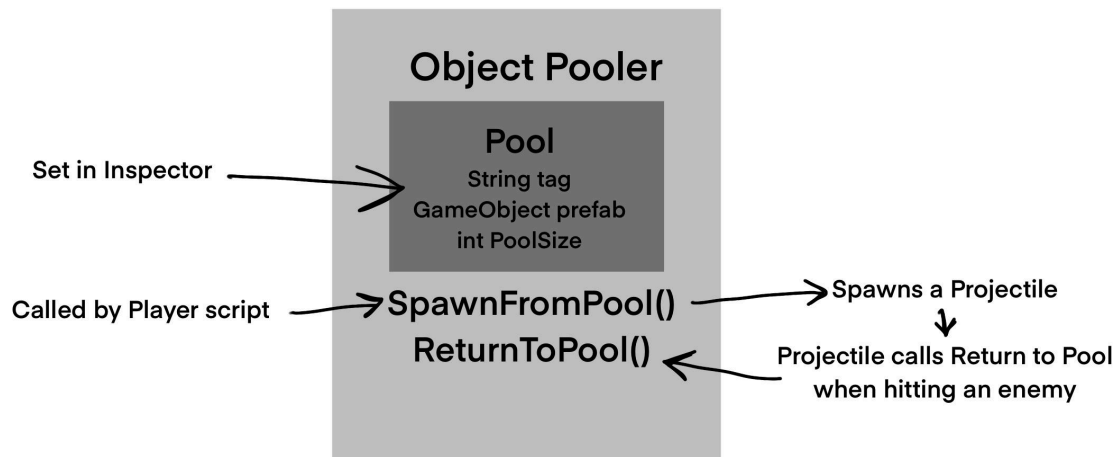 Object Pooler
Pool
String tag
GameObject prefab
int PoolSize
Set in Inspector
Called by Player script
SpawnFromPool()
ReturnToPool()
Spawns a Projectile
Projectile calls Return to Pool
when hitting an enemy